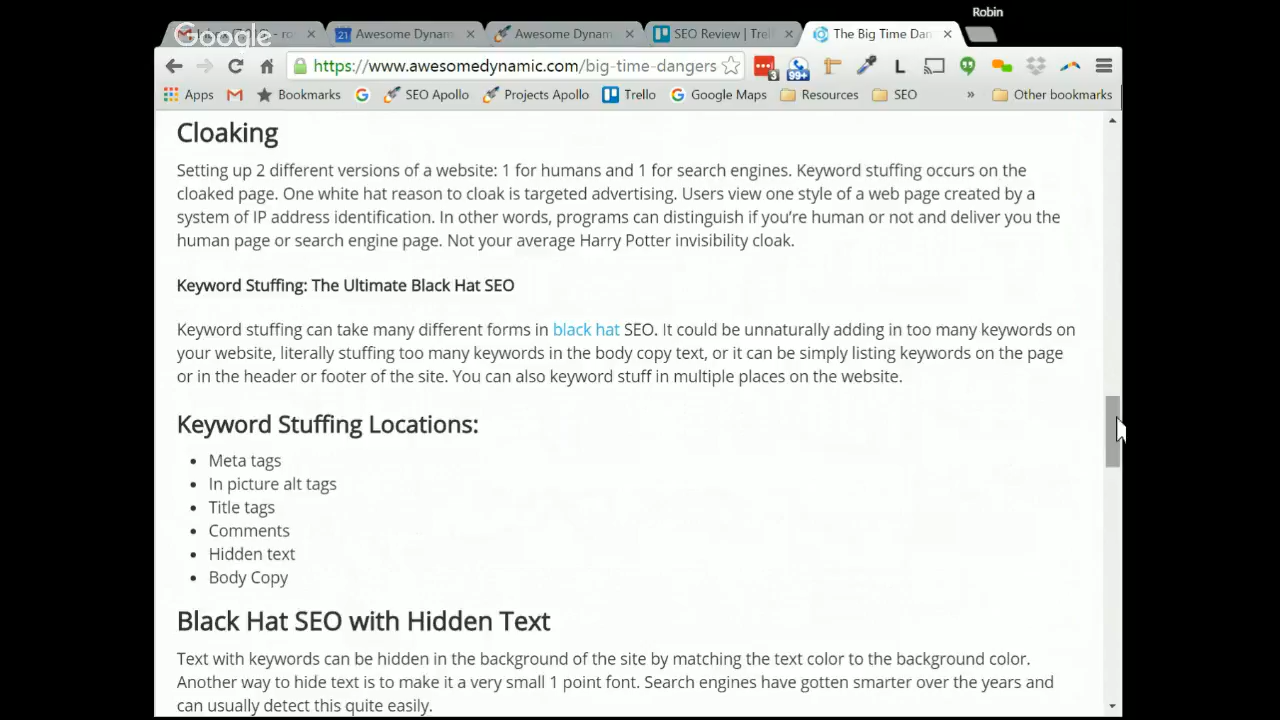 Robin
Google
Awesome Dynam
Awesome Dynam
SEO Review | Trell
The Big Time Dan
https://www.awesomedynamic.com/big-time-dangers
3
99+
L
Apps
Bookmarks
SEO Apollo
Projects Apollo
Trello
Google Maps
Resources
SEO
»
Other bookmarks
Cloaking
Setting up 2 different versions of a website: 1 for humans and 1 for search engines. Keyword stuffing occurs on the
cloaked page. One white hat reason to cloak is targeted advertising. Users view one style of a web page created by a
system of IP address identification. In other words, programs can distinguish if you're human or not and deliver you the
human page or search engine page. Not your average Harry Potter invisibility cloak.
Keyword Stuffing: The Ultimate Black Hat SEO
Keyword stuffing can take many different forms in black hat SEO. It could be unnaturally adding in too many keywords on
your website, literally stuffing too many keywords in the body copy text, or it can be simply listing keywords on the page
or in the header or footer of the site. You can also keyword stuff in multiple places on the website.
Keyword Stuffing Locations:
• Meta tags
• In picture alt tags
• Title tags
• Comments
• Hidden text
• Body Copy
Black Hat SEO with Hidden Text
Text with keywords can be hidden in the background of the site by matching the text color to the background color.
Another way to hide text is to make it a very small 1 point font. Search engines have gotten smarter over the years and
can usually detect this quite easily.